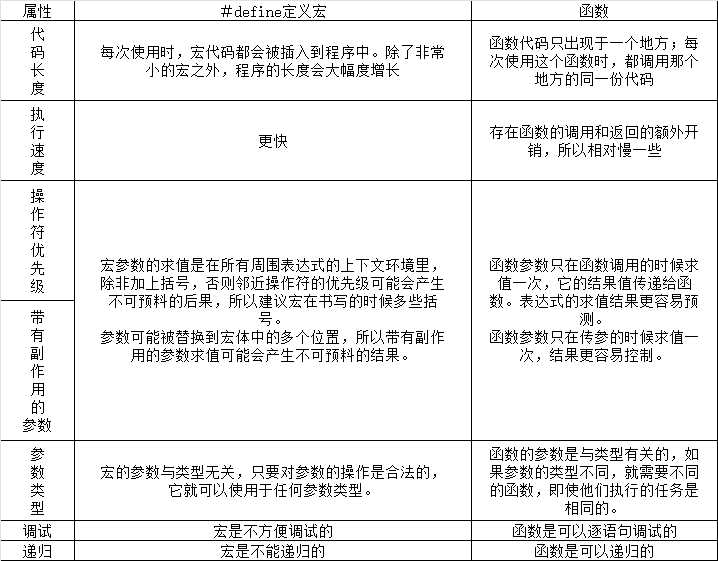 属性 #define定义宏 函数
代
码
长
度
每次使用时，宏代码都会被插入到程序中。除了非常
小的宏之外，程序的长度会大幅度增长
函数代码只出现于一个地方；每
次使用这个函数时，都调用那个
地方的同一份代码
执
行
速
度
更快
存在函数的调用和返回的额外开
销，所以相对慢一些
操
作
符
优
先
级
带
有
副
作
用
的
参数
宏参数的求值是在所有周围表达式的上下文环境里，
除非加上括号，否则邻近操作符的优先级可能会产生
不可预料的后果，所以建议宏在书写的时候多些括
号。
参数可能被替换到宏体中的多个位置，所以带有副作
用的参数求值可能会产生不可预料的结果。
函数参数只在函数调用的时候求
值一次，它的结果值传递给函
数。表达式的求值结果更容易预
测。
函数参数只在传参的时候求值一
次，结果更容易控制。
参
数
类
型
宏的参数与类型无关，只要对参数的操作是合法的，
它就可以使用于任何参数类型。
函数的参数是与类型有关的，如
果参数的类型不同，就需要不同
的函数，即使他们执行的任务是
相同的。
调试 宏是不方便调试的 函数是可以逐语句调试的
递归 宏是不能递归的 函数是可以递归的